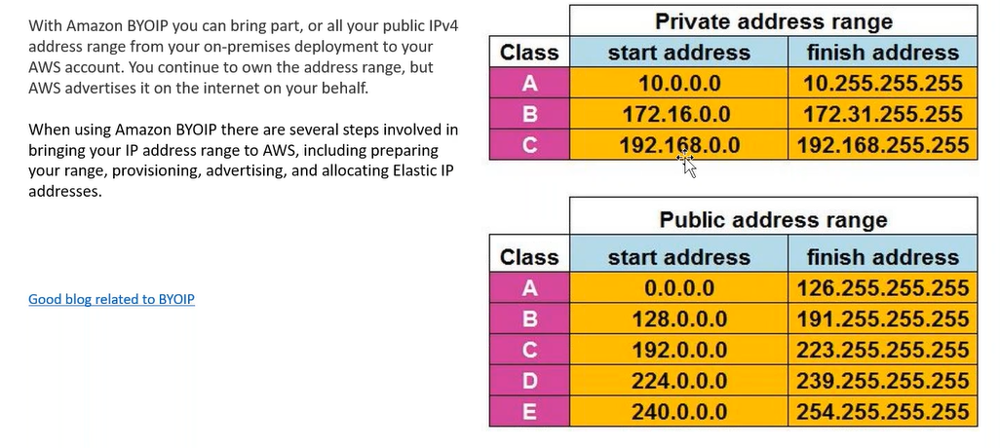 With Amazon BYOIP you can bring part, or all your public IPv4
address range from your on-premises deployment to your
AWS account. You continue to own the address range, but
AWS advertises it on the internet on your behalf.
When using Amazon BYOIP there are several steps involved in
bringing your IP address range to AWS, including preparing
your range, provisioning, advertising, and allocating Elastic IP
addresses.
Good blog related to BYOIP
Private address range
Class start address finish address
A 10.0.0.0 10.255.255.255
B 172.16.0.0 172.31.255.255
C 192.168.0.0 192.168.255.255
Public address range
Class start address finish address
A 0.0.0.0 126.255.255.255
B 128.0.0.0 191.255.255.255
C 192.0.0.0 223.255.255.255
D 224.0.0.0 239.255.255.255
E 240.0.0.0 254.255.255.255